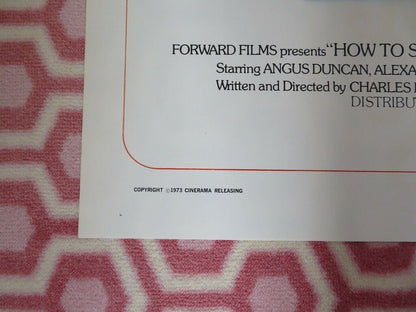 FORWARD FILMS presents "HOW TO S
Starring ANGUS DUNCAN, ALEXA
Written and Directed by CHARLES
DISTRIBU
COPYRIGHT ©1973 CINERAMA RELEASING